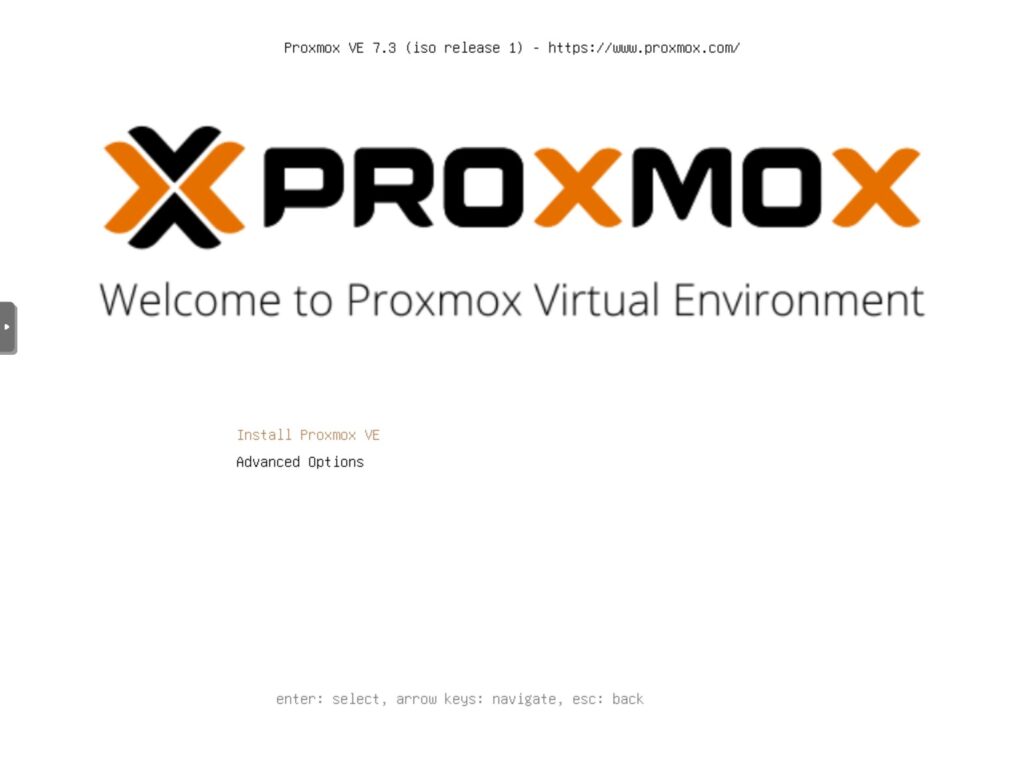 Proxmox VE 7.3 (iso release 1) - https://www.proxmox.com/
PROXMOX
Welcome to Proxmox Virtual Environment
Install Proxmox VE
Advanced Options
enter: select, arrow keys: navigate, esc: back